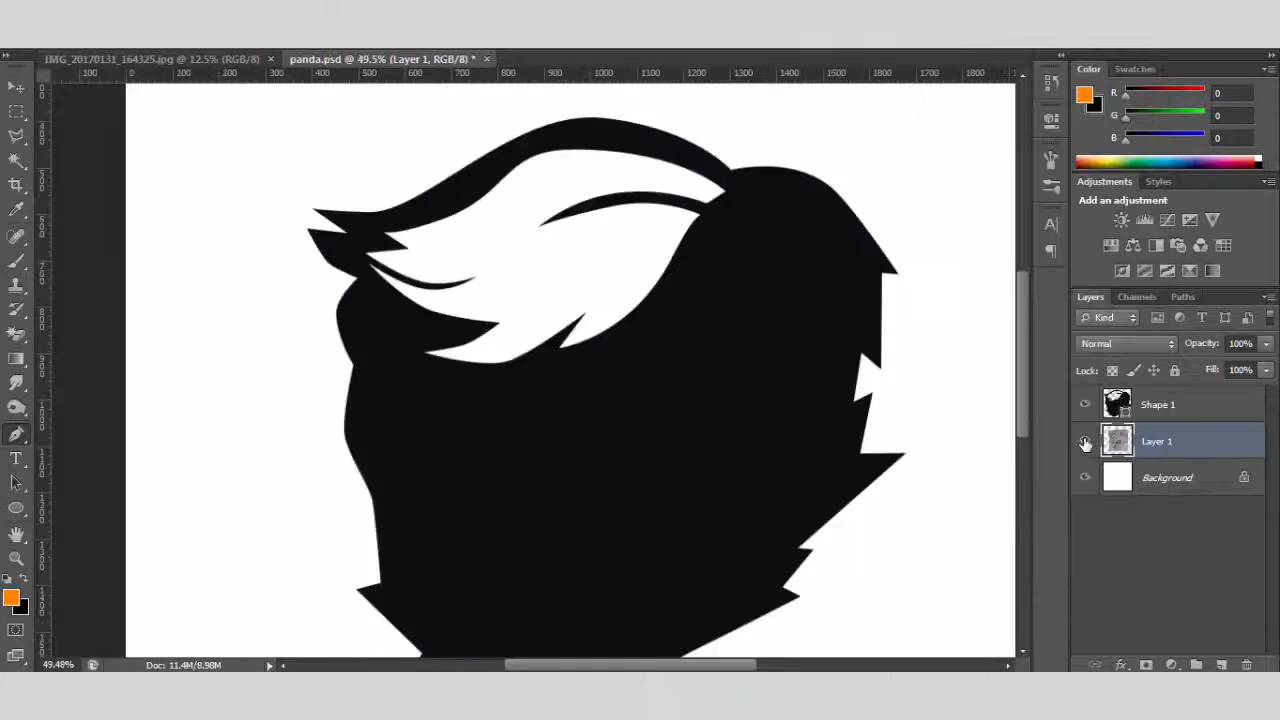 IMG_20170131_164325.jpg @ 12.5% (RGB/8) × panda.psd @ 49.5% (Layer 1, RGB/8) * ×
100 0 100 200 300 400 500 600 700 800 900 1000 1100 1200 1300 1400 1500 1600 1700 1800
Color Swatches
R 0
G 0
B 0
Adjustments Styles
Add an adjustment
Layers Channels Paths
Kind
Normal Opacity: 100%
Lock: Fill: 100%
Shape 1
Layer 1
Background
49.48% Doc: 11.4M/8.98M